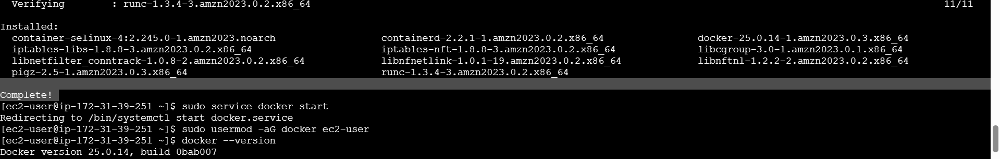 Verifying        : runc-1.3.4-3.amzn2023.0.2.x86_64        11/11
Installed:
container-selinux-4:2.245.0-1.amzn2023.noarch        containerd-2.2.1-1.amzn2023.0.2.x86_64        docker-25.0.14-1.amzn2023.0.3.x86_64
iptables-libs-1.8.8-3.amzn2023.0.2.x86_64        iptables-nft-1.8.8-3.amzn2023.0.2.x86_64        libcgroup-3.0-1.amzn2023.0.1.x86_64
libnetfilter_conntrack-1.0.8-2.amzn2023.0.2.x86_64        libnfnetlink-1.0.1-19.amzn2023.0.2.x86_64        libnftnl-1.2.2-2.amzn2023.0.2.x86_64
pigz-2.5-1.amzn2023.0.3.x86_64        runc-1.3.4-3.amzn2023.0.2.x86_64
Complete!
[ec2-user@ip-172-31-39-251 ~]$ sudo service docker start
Redirecting to /bin/systemctl start docker.service
[ec2-user@ip-172-31-39-251 ~]$ sudo usermod -aG docker ec2-user
[ec2-user@ip-172-31-39-251 ~]$ docker --version
Docker version 25.0.14, build 0bab007